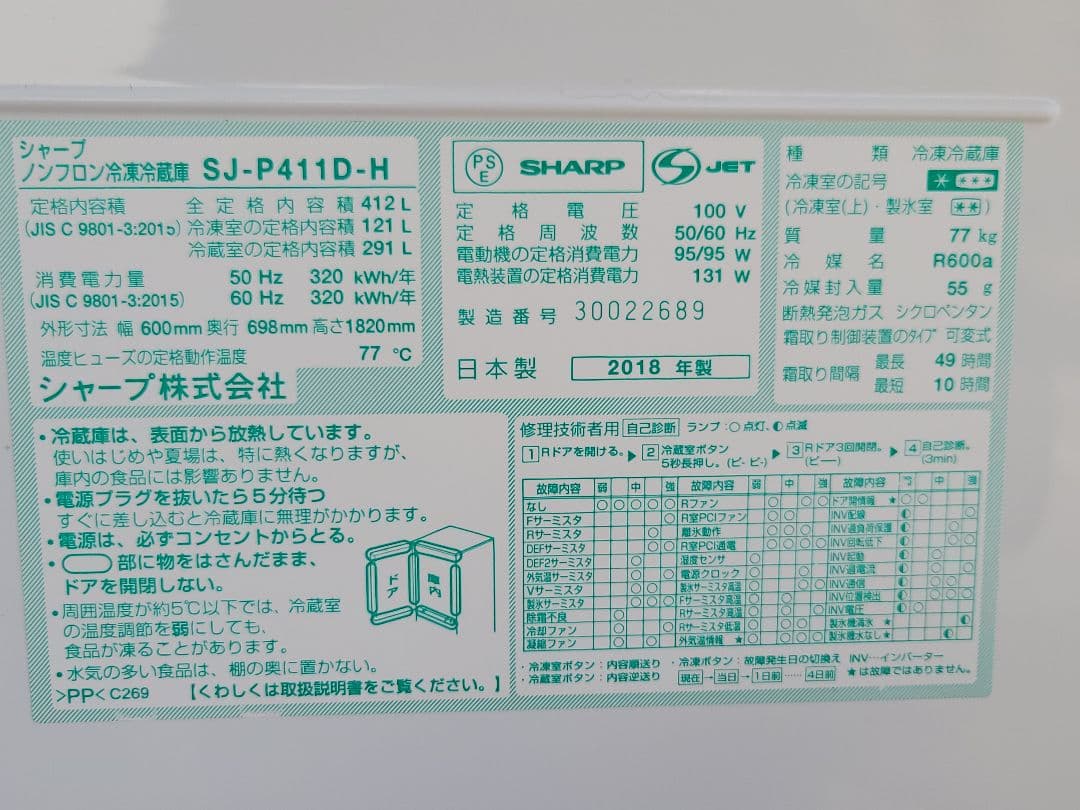 シャープ
ノンフロン冷凍冷蔵庫 SJ-P411D-H
定格内容積 全定格内容積 412 L
(JIS C 9801-3:2015) 冷凍室の定格内容積 121 L
冷蔵室の定格内容積 291 L
消費電力量 50 Hz 320 kWh/年
(JIS C 9801-3:2015) 60 Hz 320 kWh/年
外形寸法 幅 600mm 奥行 698mm 高さ1820mm
温度ヒューズの定格動作温度 77 ℃
シャープ株式会社
PSE SHARP S JET
定格電圧 100 V
定格周波数 50/60 Hz
電動機の定格消費電力 95/95 W
電熱装置の定格消費電力 131 W
製造番号 30022689
日本製 2018 年製
種類 冷凍冷蔵庫
冷凍室の記号 * ***
(冷凍室(上)・製氷室 **)
質量 77 kg
冷媒名 R600a
冷媒封入量 55 g
断熱発泡ガス シクロペンタン
霜取り制御装置のタイプ 可変式
霜取り間隔 最長 49 時間
最短 10 時間
・冷蔵庫は、表面から放熱しています。
使いはじめや夏場は、特に熱くなりますが、
庫内の食品には影響ありません。
・電源プラグを抜いたら5分待つ
すぐに差し込むと冷蔵庫に無理がかかります。
・電源は、必ずコンセントからとる。
・ 部に物をはさんだまま、
ドアを開閉しない。
・周囲温度が約5℃以下では、冷蔵室
の温度調節を弱にしても、
食品が凍ることがあります。
・水気の多い食品は、棚の奥に置かない。
>PP< C269 【くわしくは取扱説明書をご覧ください。】
ドア
庫内
修理技術者用 自己診断 ランプ:○点灯、◐点滅
1 Rドアを開ける。▶ 2 冷蔵室ボタン 5秒長押し。(ピ- ピ-) ▶ 3 Rドア3回開閉。(ピー) ▶ 4 自己診断。(3min)
故障内容 弱 中 強 故障内容 弱 中 強 故障内容 中 強
なし Rファン ドア開情報 ★
Fサーミスタ R室PCIファン INV配線
Rサーミスタ 離氷動作 INV過負荷保護
DEFサーミスタ R室PCI通電 INV回転低下
DEF2サーミスタ 湿度センサ INV起動
外気温サーミスタ 電源クロック INV過電流
Vサーミスタ 製氷サーミスタ高温 INV通信
製氷サーミスタ Fサーミスタ高温 INV位置検出
除霜不良 Rサーミスタ高温 INV電圧
冷却ファン Rサーミスタ低温 製氷機満氷 ★
凝縮ファン 外気温情報 ★ 製氷機水なし★
・冷凍室ボタン:内容順送り ・冷凍ボタン:故障発生日の切換え INV…インバーター
・冷蔵室ボタン:内容逆送り 現在→当日→1日前……4日前 ★は故障ではありません。